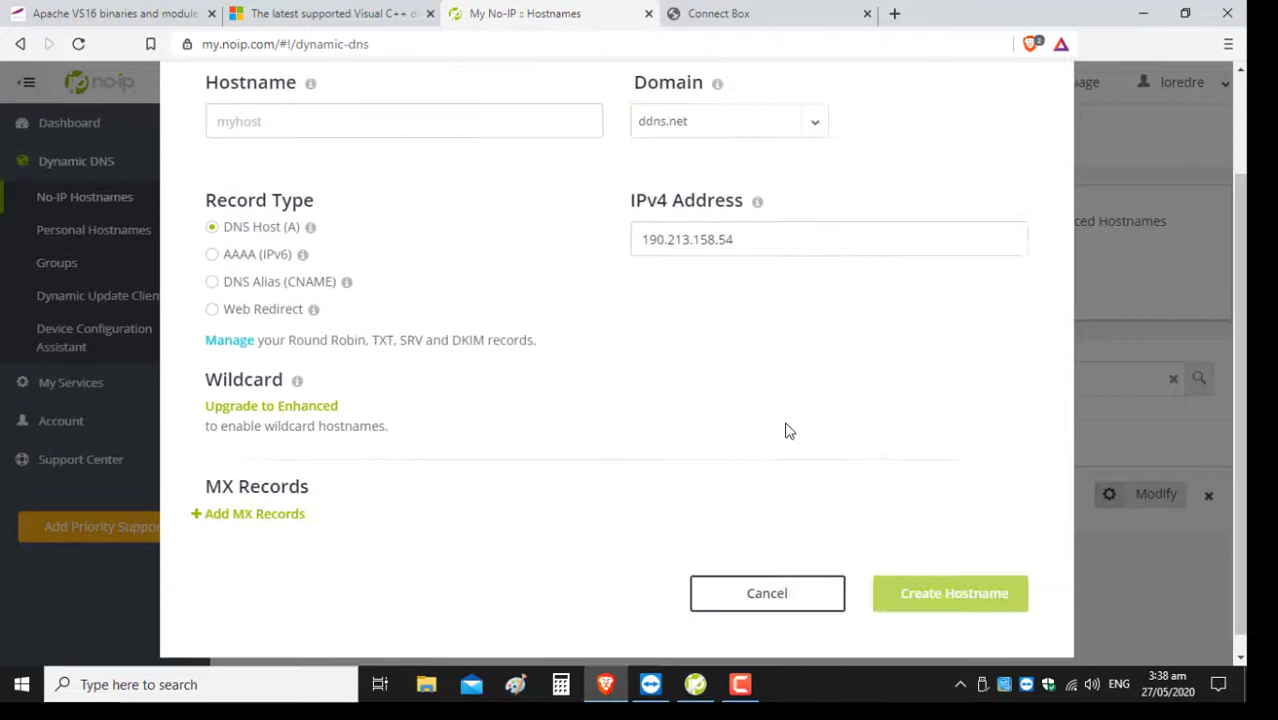 Apache VS16 binaries and module
The latest supported Visual C++ d
My No-IP :: Hostnames
Connect Box
my.noip.com/#!/dynamic-dns
2
no-ip
age
loredre
Hostname
Domain
myhost
ddns.net
Dashboard
Dynamic DNS
No-IP Hostnames
Personal Hostnames
Groups
Dynamic Update Clien
Device Configuration
Assistant
My Services
Account
Support Center
Add Priority Suppo
Record Type
IPv4 Address
DNS Host (A)
190.213.158.54
AAAA (IPv6)
DNS Alias (CNAME)
Web Redirect
Manage your Round Robin, TXT, SRV and DKIM records.
Wildcard
Upgrade to Enhanced
to enable wildcard hostnames.
MX Records
+ Add MX Records
Cancel
Create Hostname
ced Hostnames
Modify
Type here to search
ENG
3:38 am
27/05/2020